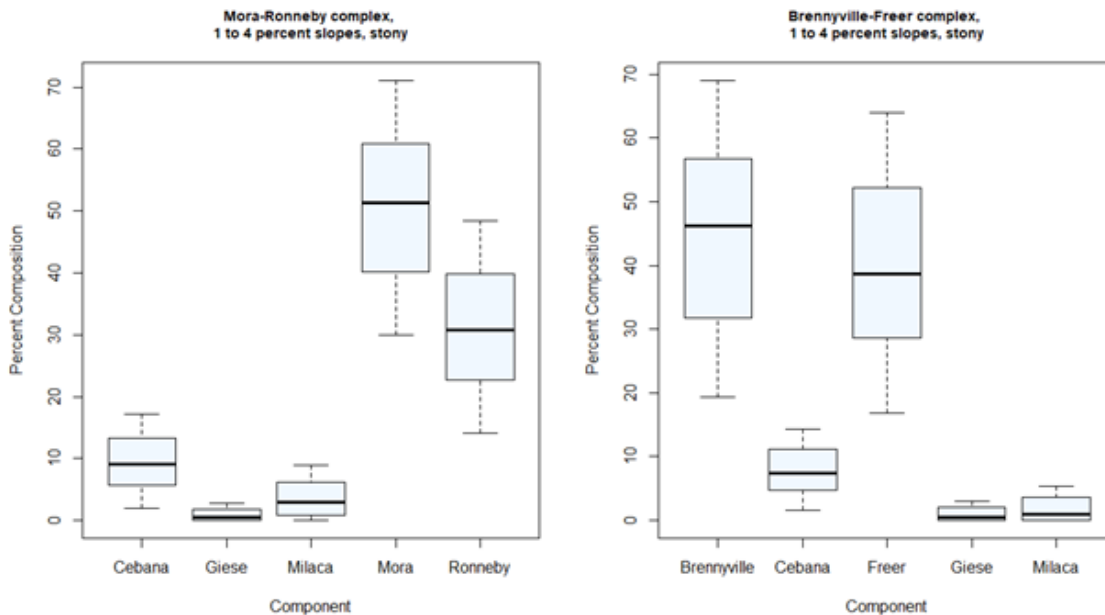 Mora-Ronneby complex,
1 to 4 percent slopes, stony
Percent Composition
70
60
50
40
30
20
10
0
Cebana Giese Milaca Mora Ronneby
Component
Brennyville-Freer complex,
1 to 4 percent slopes, stony
Percent Composition
70
60
50
40
30
20
10
0
Brennyville Cebana Freer Giese Milaca
Component